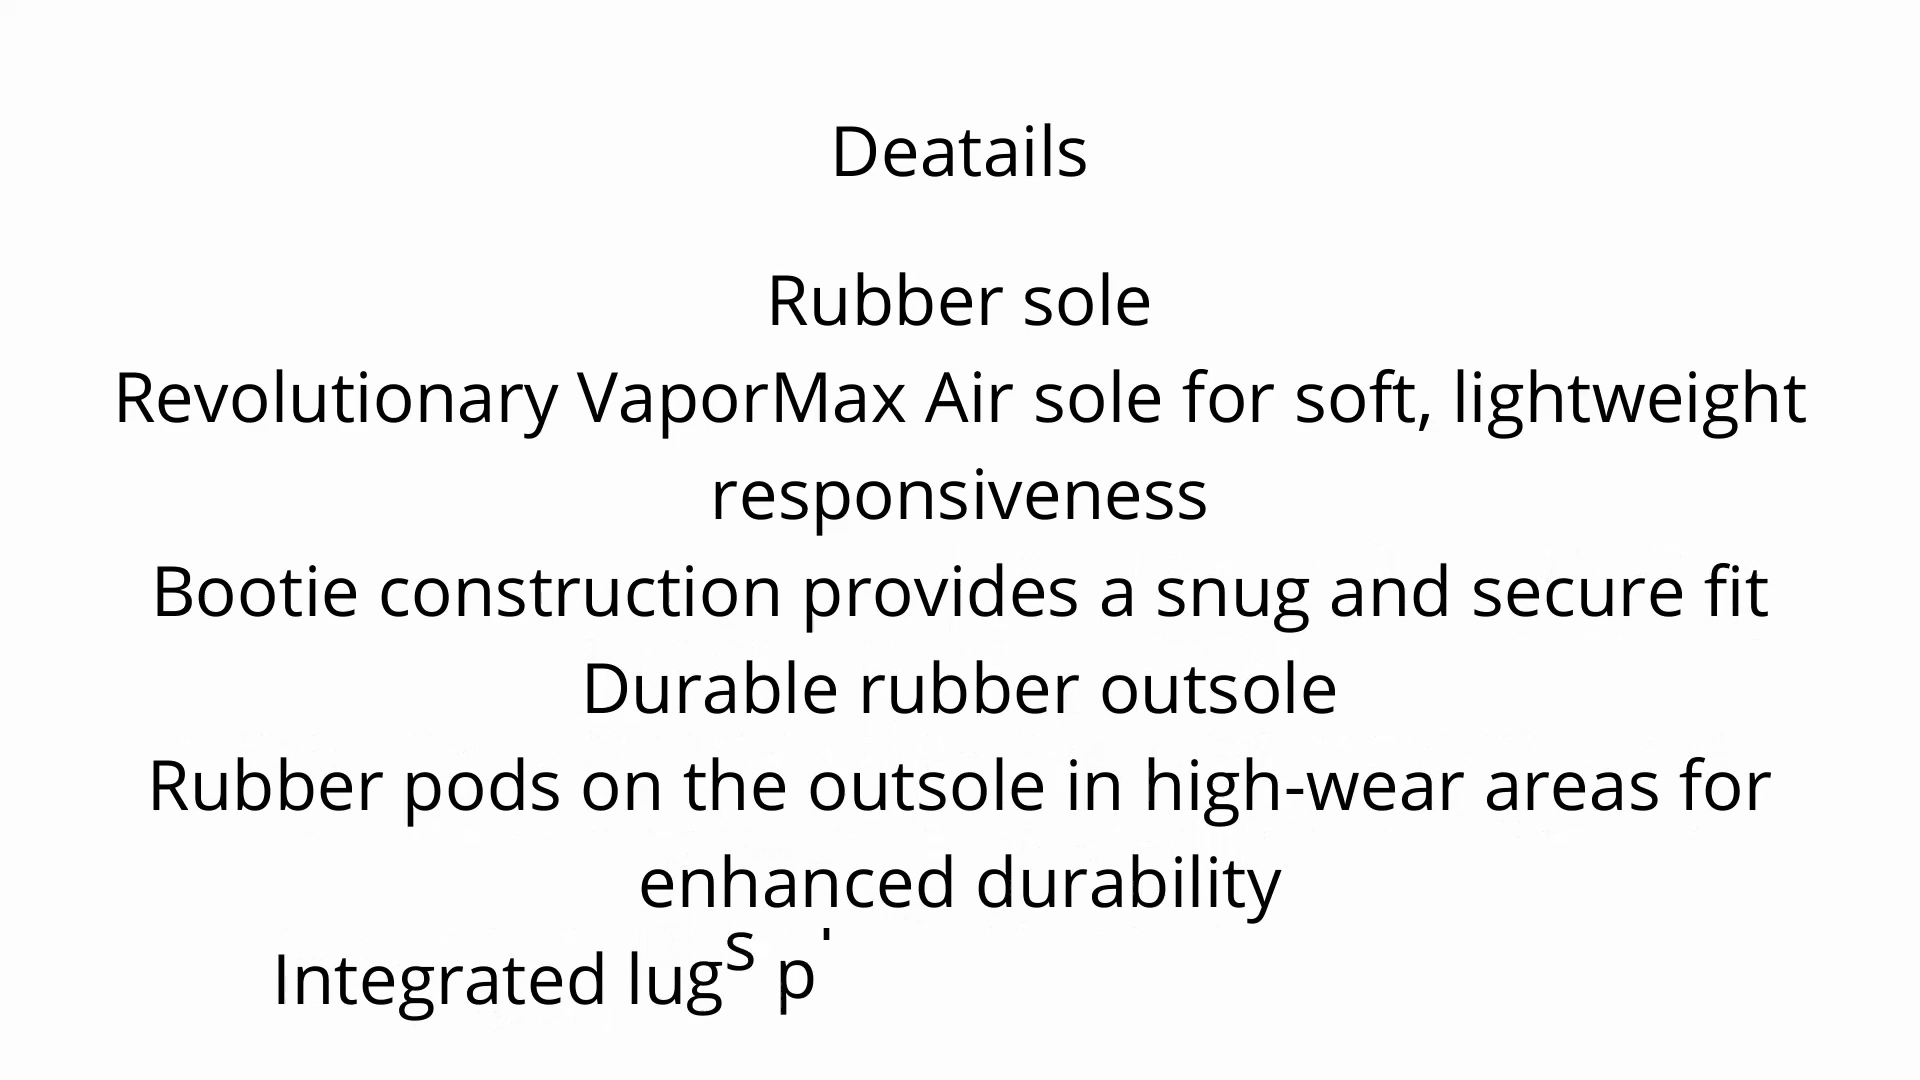 Deatails
Rubber sole
Revolutionary VaporMax Air sole for soft, lightweight
responsiveness
Bootie construction provides a snug and secure fit
Durable rubber outsole
Rubber pods on the outsole in high-wear areas for
enhanced durability
Integrated lugs p